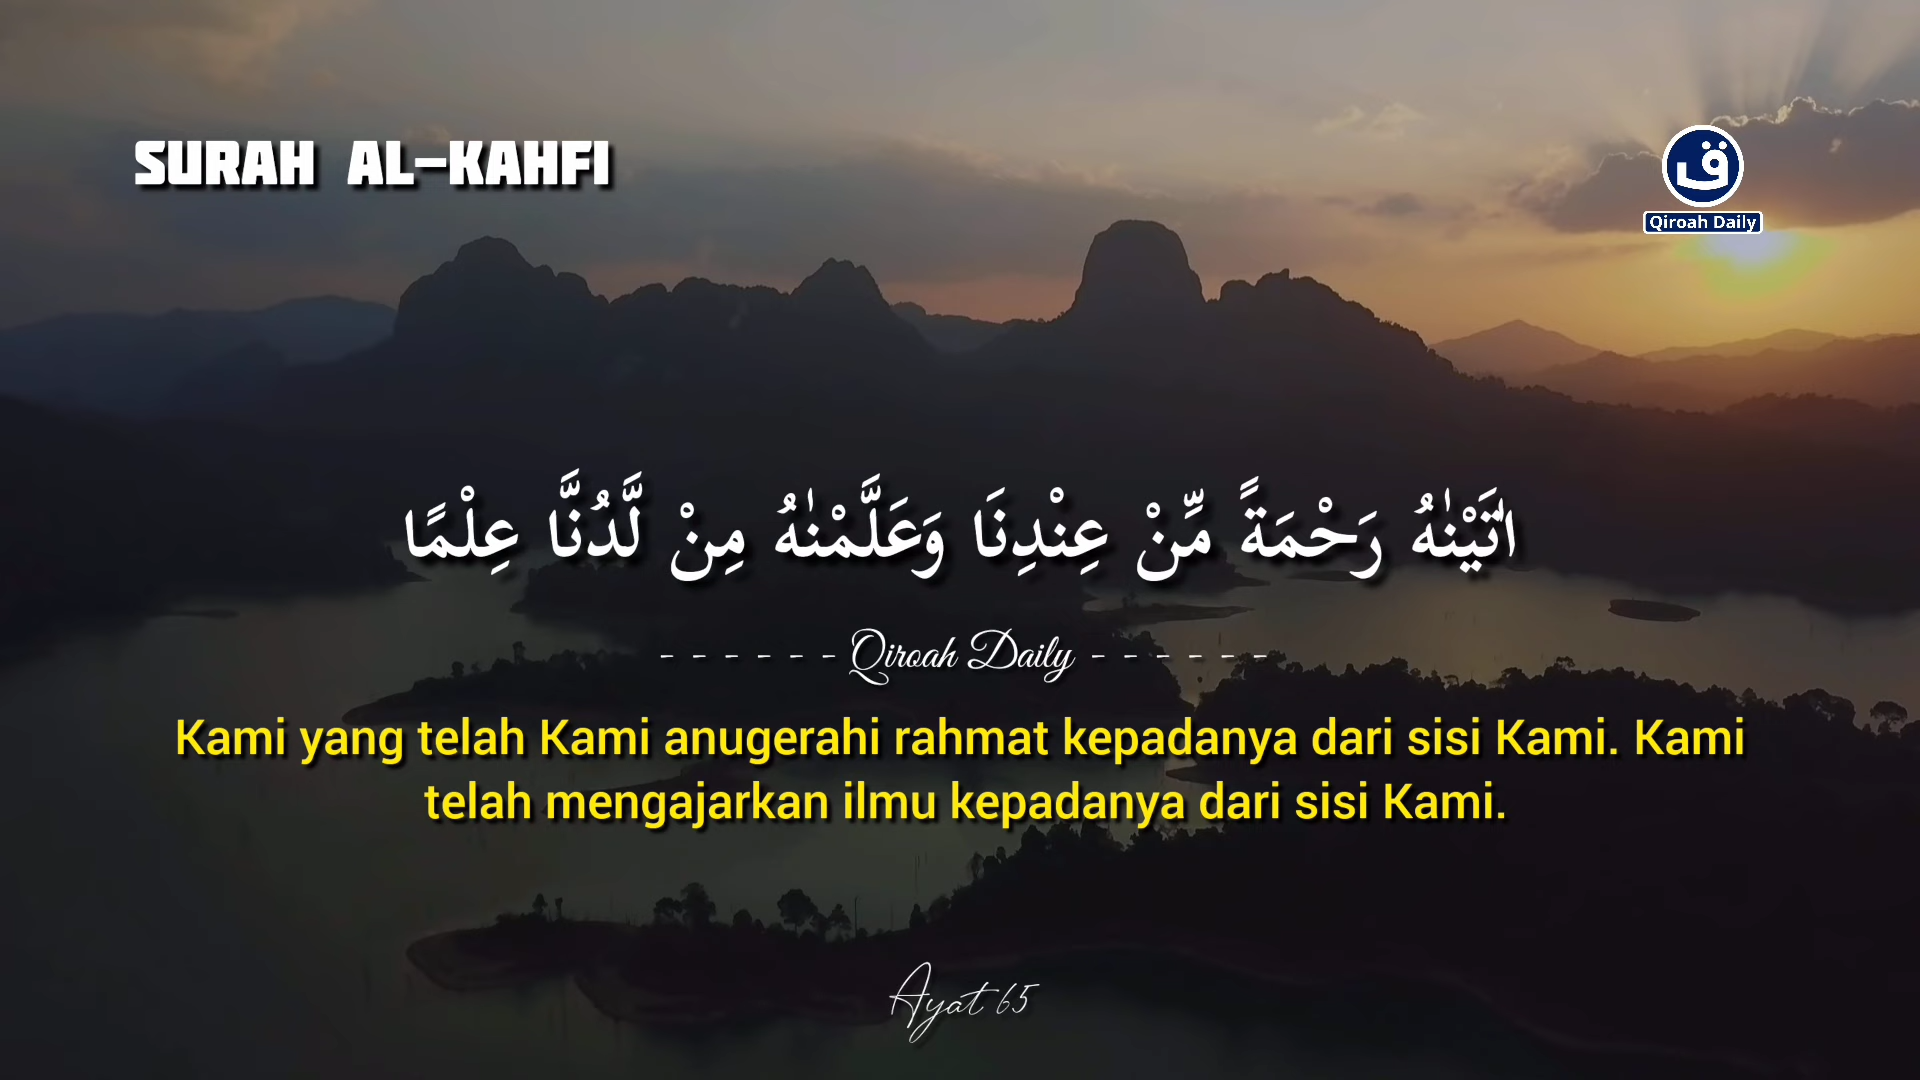 SURAH AL-KAHFI
ق
Qiroah Daily
اٰتَيْنٰهُ رَحْمَةً مِّنْ عِنْدِنَا وَعَلَّمْنٰهُ مِنْ لَّدُنَّا عِلْمًا
- - - - - - Qiroah Daily - - - - - -
Kami yang telah Kami anugerahi rahmat kepadanya dari sisi Kami. Kami
telah mengajarkan ilmu kepadanya dari sisi Kami.
Ayat 65